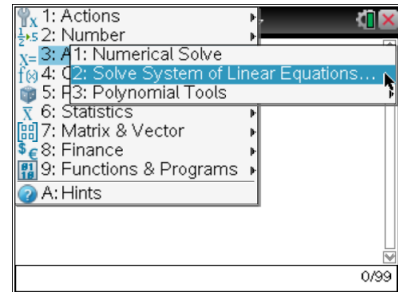 1: Actions
2: Number
3: A
1: Numerical Solve
2: Solve System of Linear Equations...
3: Polynomial Tools
4: C
5: P
6: Statistics
7: Matrix & Vector
8: Finance
9: Functions & Programs
A: Hints
0/99